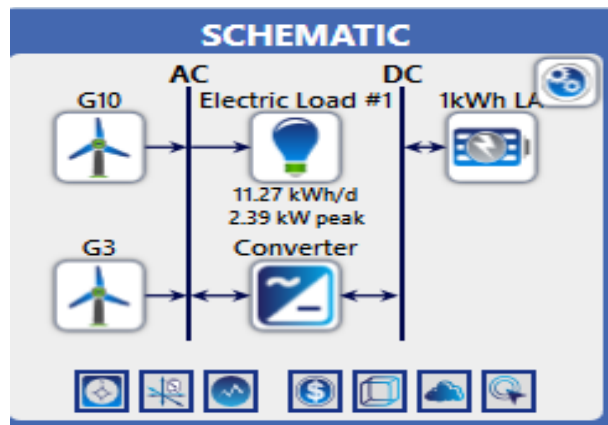 SCHEMATIC
AC DC
G10 Electric Load #1 1kWh LA
11.27 kWh/d
2.39 kW peak
G3 Converter